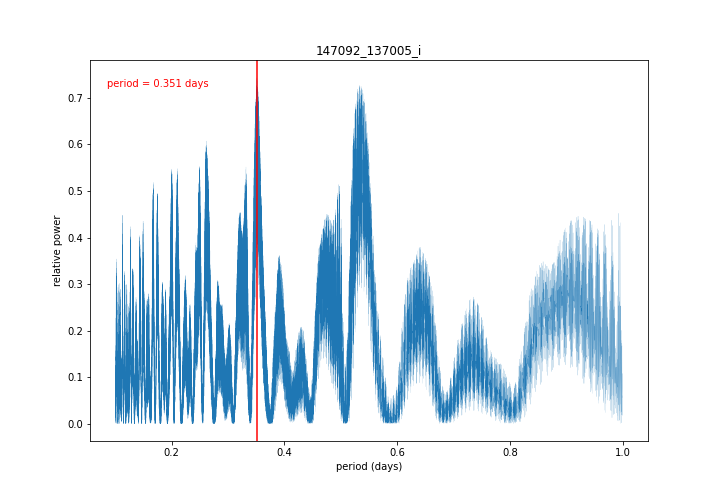 147092_137005_i
period = 0.351 days
relative power
0.7
0.6
0.5
0.4
0.3
0.2
0.1
0.0
0.2 0.4 0.6 0.8 1.0
period (days)